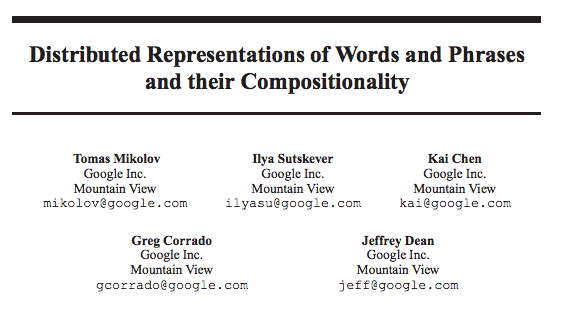 Distributed Representations of Words and Phrases
and their Compositionality
Tomas Mikolov
Google Inc.
Mountain View
mikolov@google.com
Ilya Sutskever
Google Inc.
Mountain View
ilyasu@google.com
Kai Chen
Google Inc.
Mountain View
kai@google.com
Greg Corrado
Google Inc.
Mountain View
gcorrado@google.com
Jeffrey Dean
Google Inc.
Mountain View
jeff@google.com